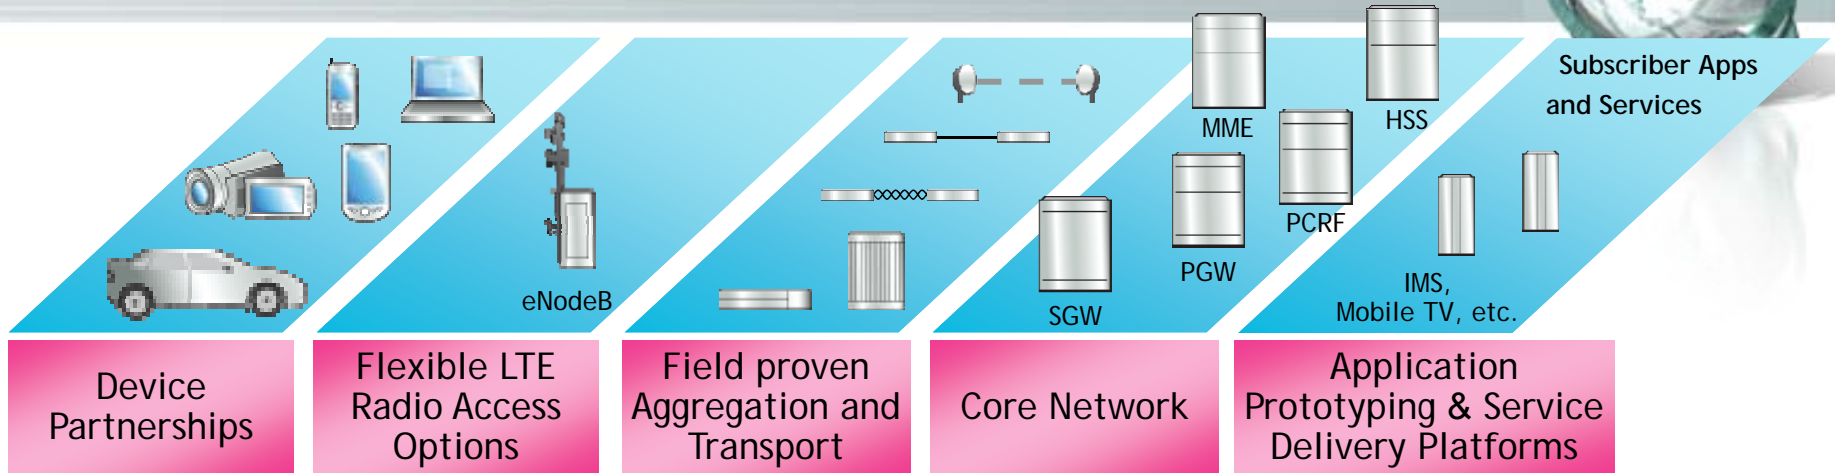 Subscriber Apps
and Services
MME
HSS
PCRF
PGW
SGW
eNodeB
IMS,
Mobile TV, etc.
Device
Partnerships
Flexible LTE
Radio Access
Options
Field proven
Aggregation and
Transport
Core Network
Application
Prototyping & Service
Delivery Platforms